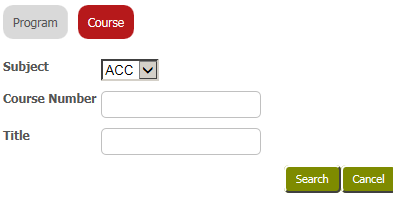 Program Course
Subject ACC
Course Number
Title
Search Cancel